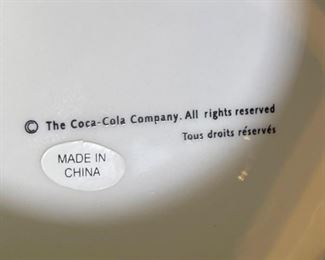 © The Coca-Cola Company. All rights reserved
Tous droits réservés
MADE IN
CHINA